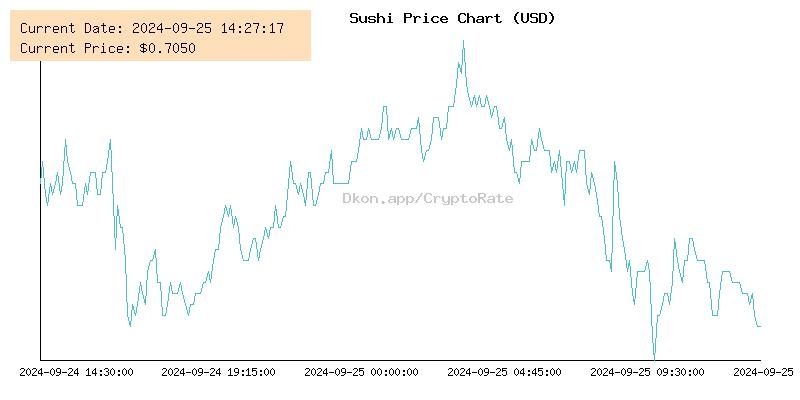 Sushi Price Chart (USD)
Current Date: 2024-09-25 14:27:17
Current Price: $0.7050
Dkon.app/CryptoRate
2024-09-24 14:30:00 2024-09-24 19:15:00 2024-09-25 00:00:00 2024-09-25 04:45:00 2024-09-25 09:30:00 2024-09-25